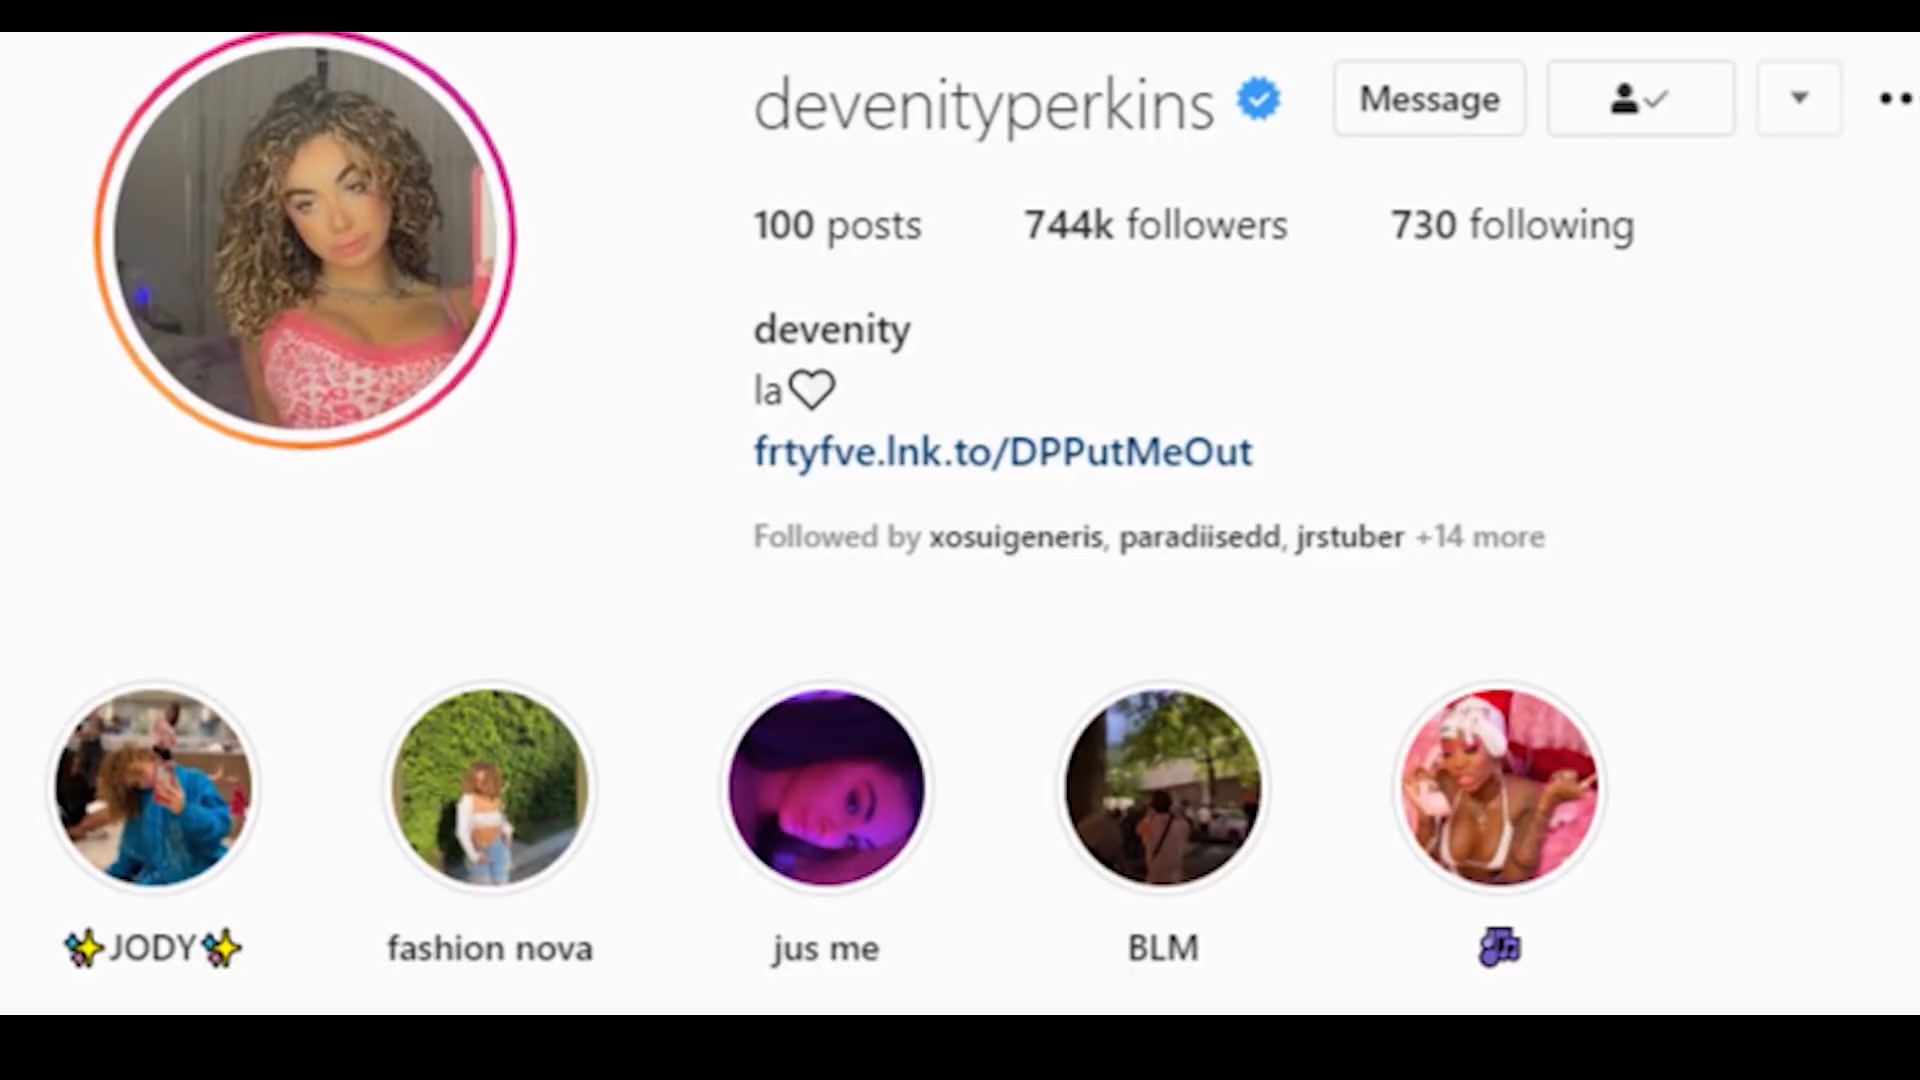 devenityperkins Message
100 posts 744k followers 730 following
devenity
la♡
frtyfve.lnk.to/DPPutMeOut
Followed by xosuigeneris, paradiisedd, jrstuber +14 more
✨JODY✨ fashion nova jus me BLM 🎶